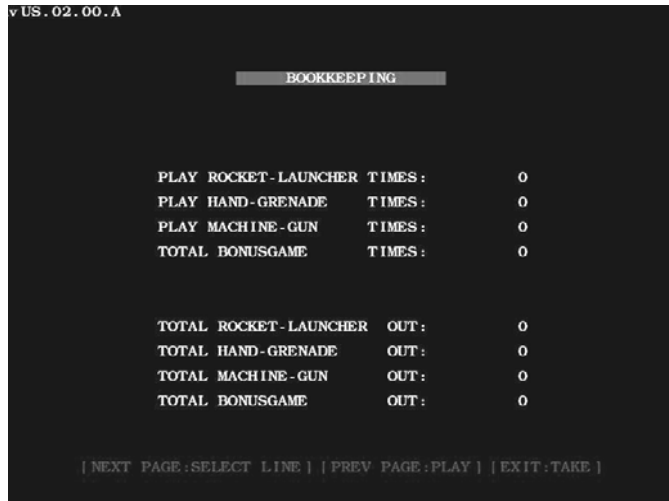 v US.02.00.A
BOOKKEEPING
PLAY ROCKET-LAUNCHER TIMES: 0
PLAY HAND-GRENADE TIMES: 0
PLAY MACHINE-GUN TIMES: 0
TOTAL BONUSGAME TIMES: 0
TOTAL ROCKET-LAUNCHER OUT: 0
TOTAL HAND-GRENADE OUT: 0
TOTAL MACHINE-GUN OUT: 0
TOTAL BONUSGAME OUT: 0
[NEXT PAGE:SELECT LINE] [PREV PAGE:PLAY] [EXIT:TAKE]